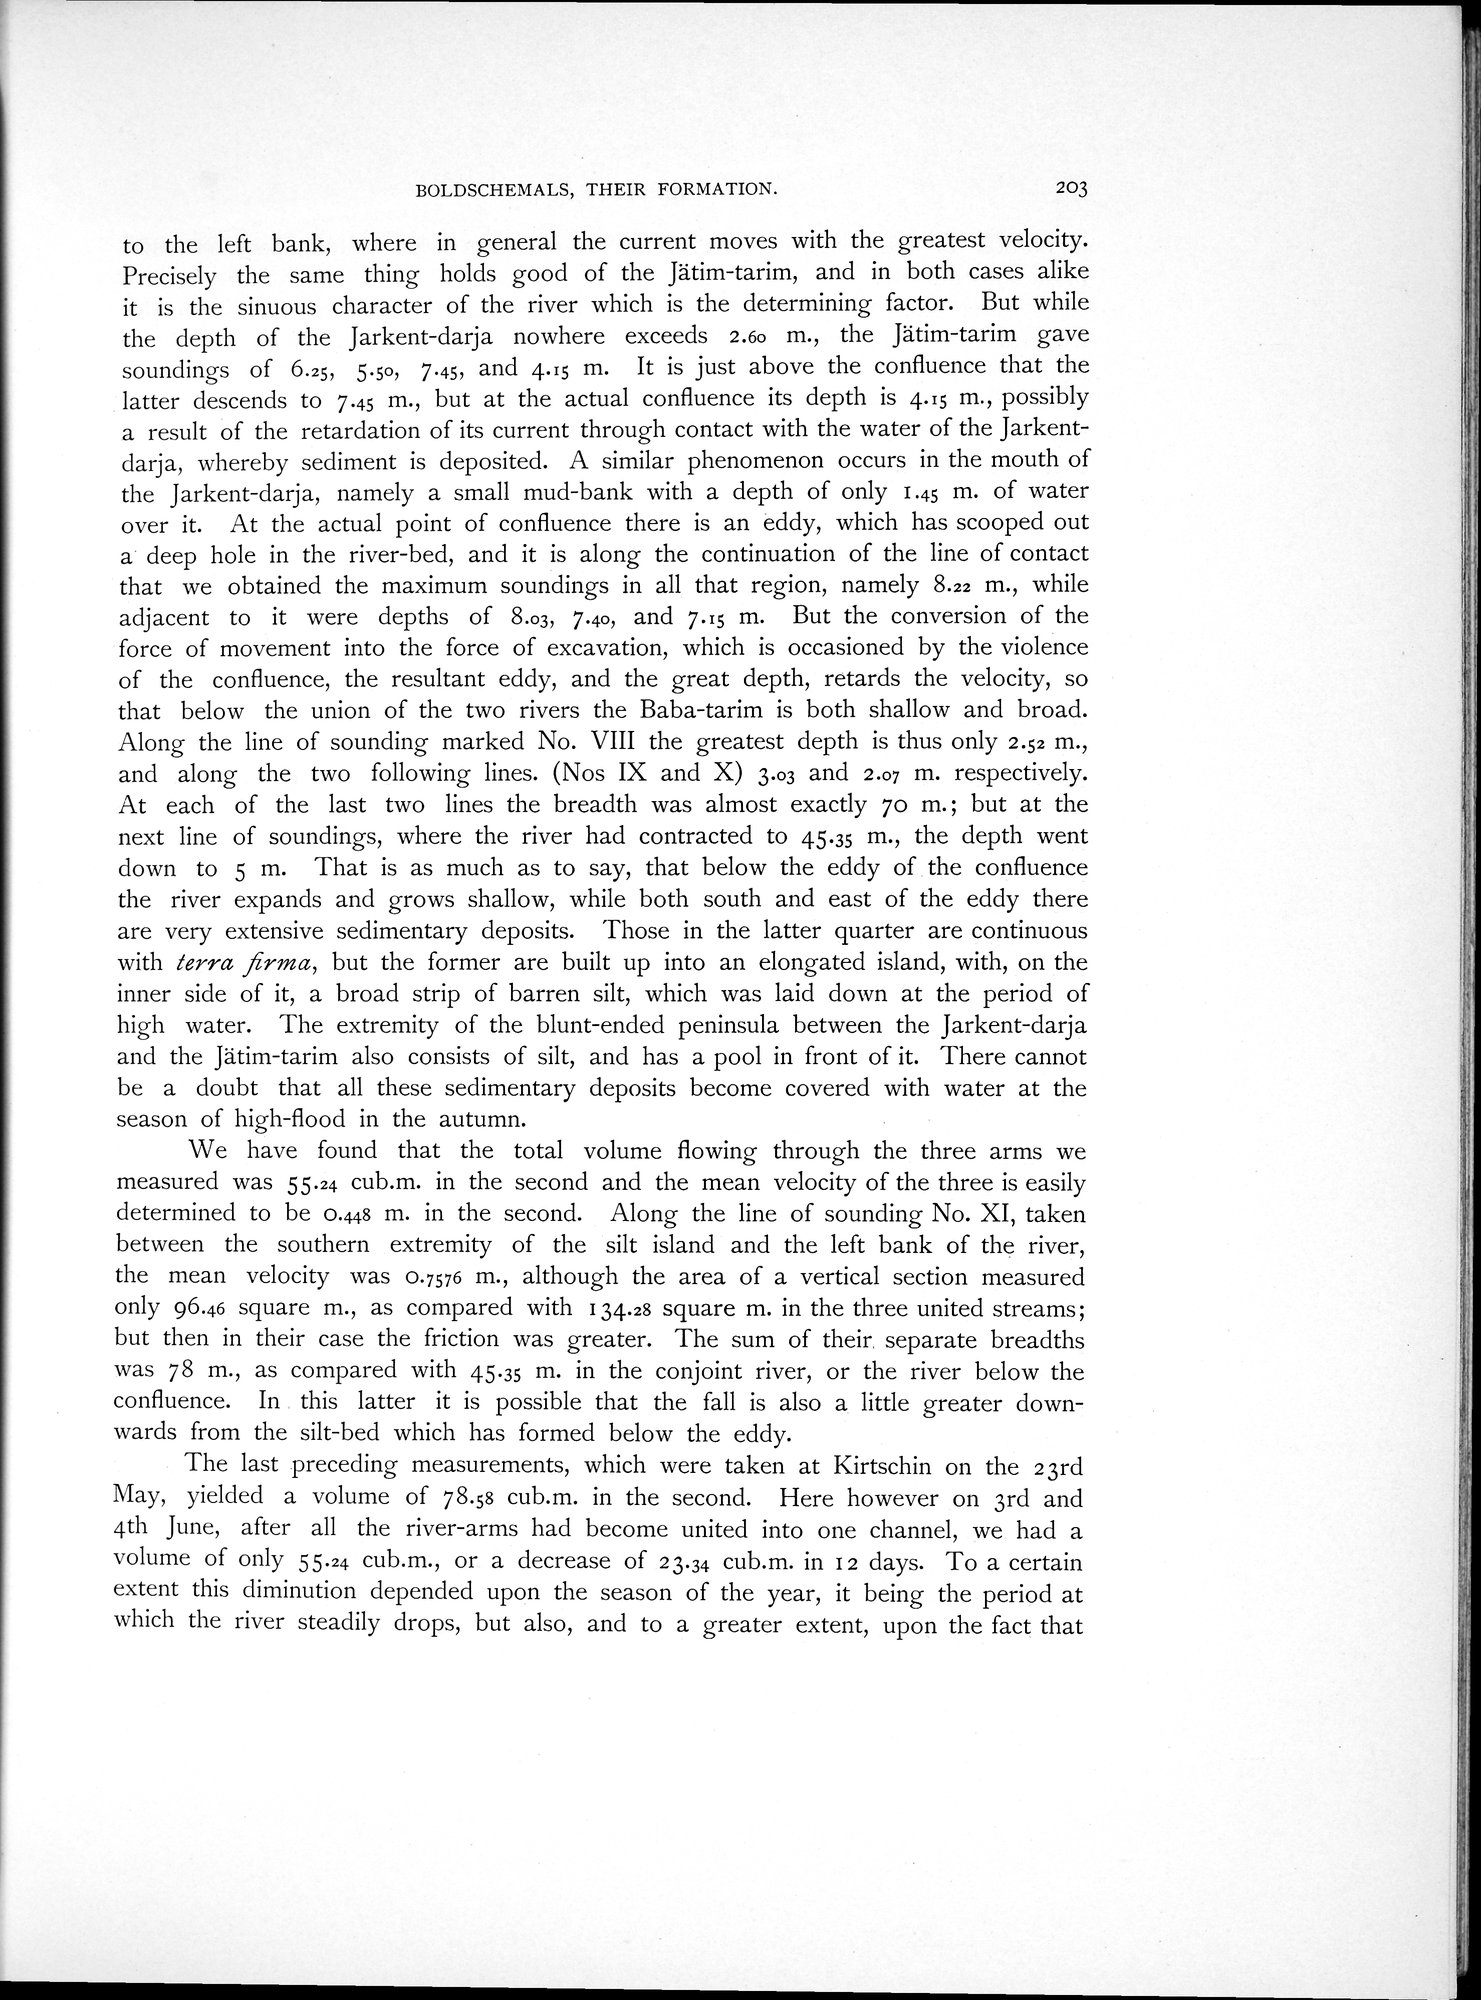 BOLDSCHEMALS, THEIR FORMATION. 203
to the left bank, where in general the current moves with the greatest velocity.
Precisely the same thing holds good of the Jätim-tarim, and in both cases alike
it is the sinuous character of the river which is the determining factor. But while
the depth of the Jarkent-darja nowhere exceeds 2.60 m., the Jätim-tarim gave
soundings of 6.25, 5.50, 7.45, and 4.15 m. It is just above the confluence that the
latter descends to 7.45 m., but at the actual confluence its depth is 4.15 m., possibly
a result of the retardation of its current through contact with the water of the Jarkent-
darja, whereby sediment is deposited. A similar phenomenon occurs in the mouth of
the Jarkent-darja, namely a small mud-bank with a depth of only 1.45 m. of water
over it. At the actual point of confluence there is an eddy, which has scooped out
a deep hole in the river-bed, and it is along the continuation of the line of contact
that we obtained the maximum soundings in all that region, namely 8.22 m., while
adjacent to it were depths of 8.03, 7.40, and 7.15 m. But the conversion of the
force of movement into the force of excavation, which is occasioned by the violence
of the confluence, the resultant eddy, and the great depth, retards the velocity, so
that below the union of the two rivers the Baba-tarim is both shallow and broad.
Along the line of sounding marked No. VIII the greatest depth is thus only 2.52 m.,
and along the two following lines. (Nos IX and X) 3.03 and 2.07 m. respectively.
At each of the last two lines the breadth was almost exactly 70 m.; but at the
next line of soundings, where the river had contracted to 45.35 m., the depth went
down to 5 m. That is as much as to say, that below the eddy of the confluence
the river expands and grows shallow, while both south and east of the eddy there
are very extensive sedimentary deposits. Those in the latter quarter are continuous
with terra firma, but the former are built up into an elongated island, with, on the
inner side of it, a broad strip of barren silt, which was laid down at the period of
high water. The extremity of the blunt-ended peninsula between the Jarkent-darja
and the Jätim-tarim also consists of silt, and has a pool in front of it. There cannot
be a doubt that all these sedimentary deposits become covered with water at the
season of high-flood in the autumn.
We have found that the total volume flowing through the three arms we
measured was 55.24 cub.m. in the second and the mean velocity of the three is easily
determined to be 0.448 m. in the second. Along the line of sounding No. XI, taken
between the southern extremity of the silt island and the left bank of the river,
the mean velocity was 0.7576 m., although the area of a vertical section measured
only 96.46 square m., as compared with 134.28 square m. in the three united streams;
but then in their case the friction was greater. The sum of their separate breadths
was 78 m., as compared with 45.35 m. in the conjoint river, or the river below the
confluence. In this latter it is possible that the fall is also a little greater down-
wards from the silt-bed which has formed below the eddy.
The last preceding measurements, which were taken at Kirtschin on the 23rd
May, yielded a volume of 78.58 cub.m. in the second. Here however on 3rd and
4th June, after all the river-arms had become united into one channel, we had a
volume of only 55.24 cub.m., or a decrease of 23.34 cub.m. in 12 days. To a certain
extent this diminution depended upon the season of the year, it being the period at
which the river steadily drops, but also, and to a greater extent, upon the fact that